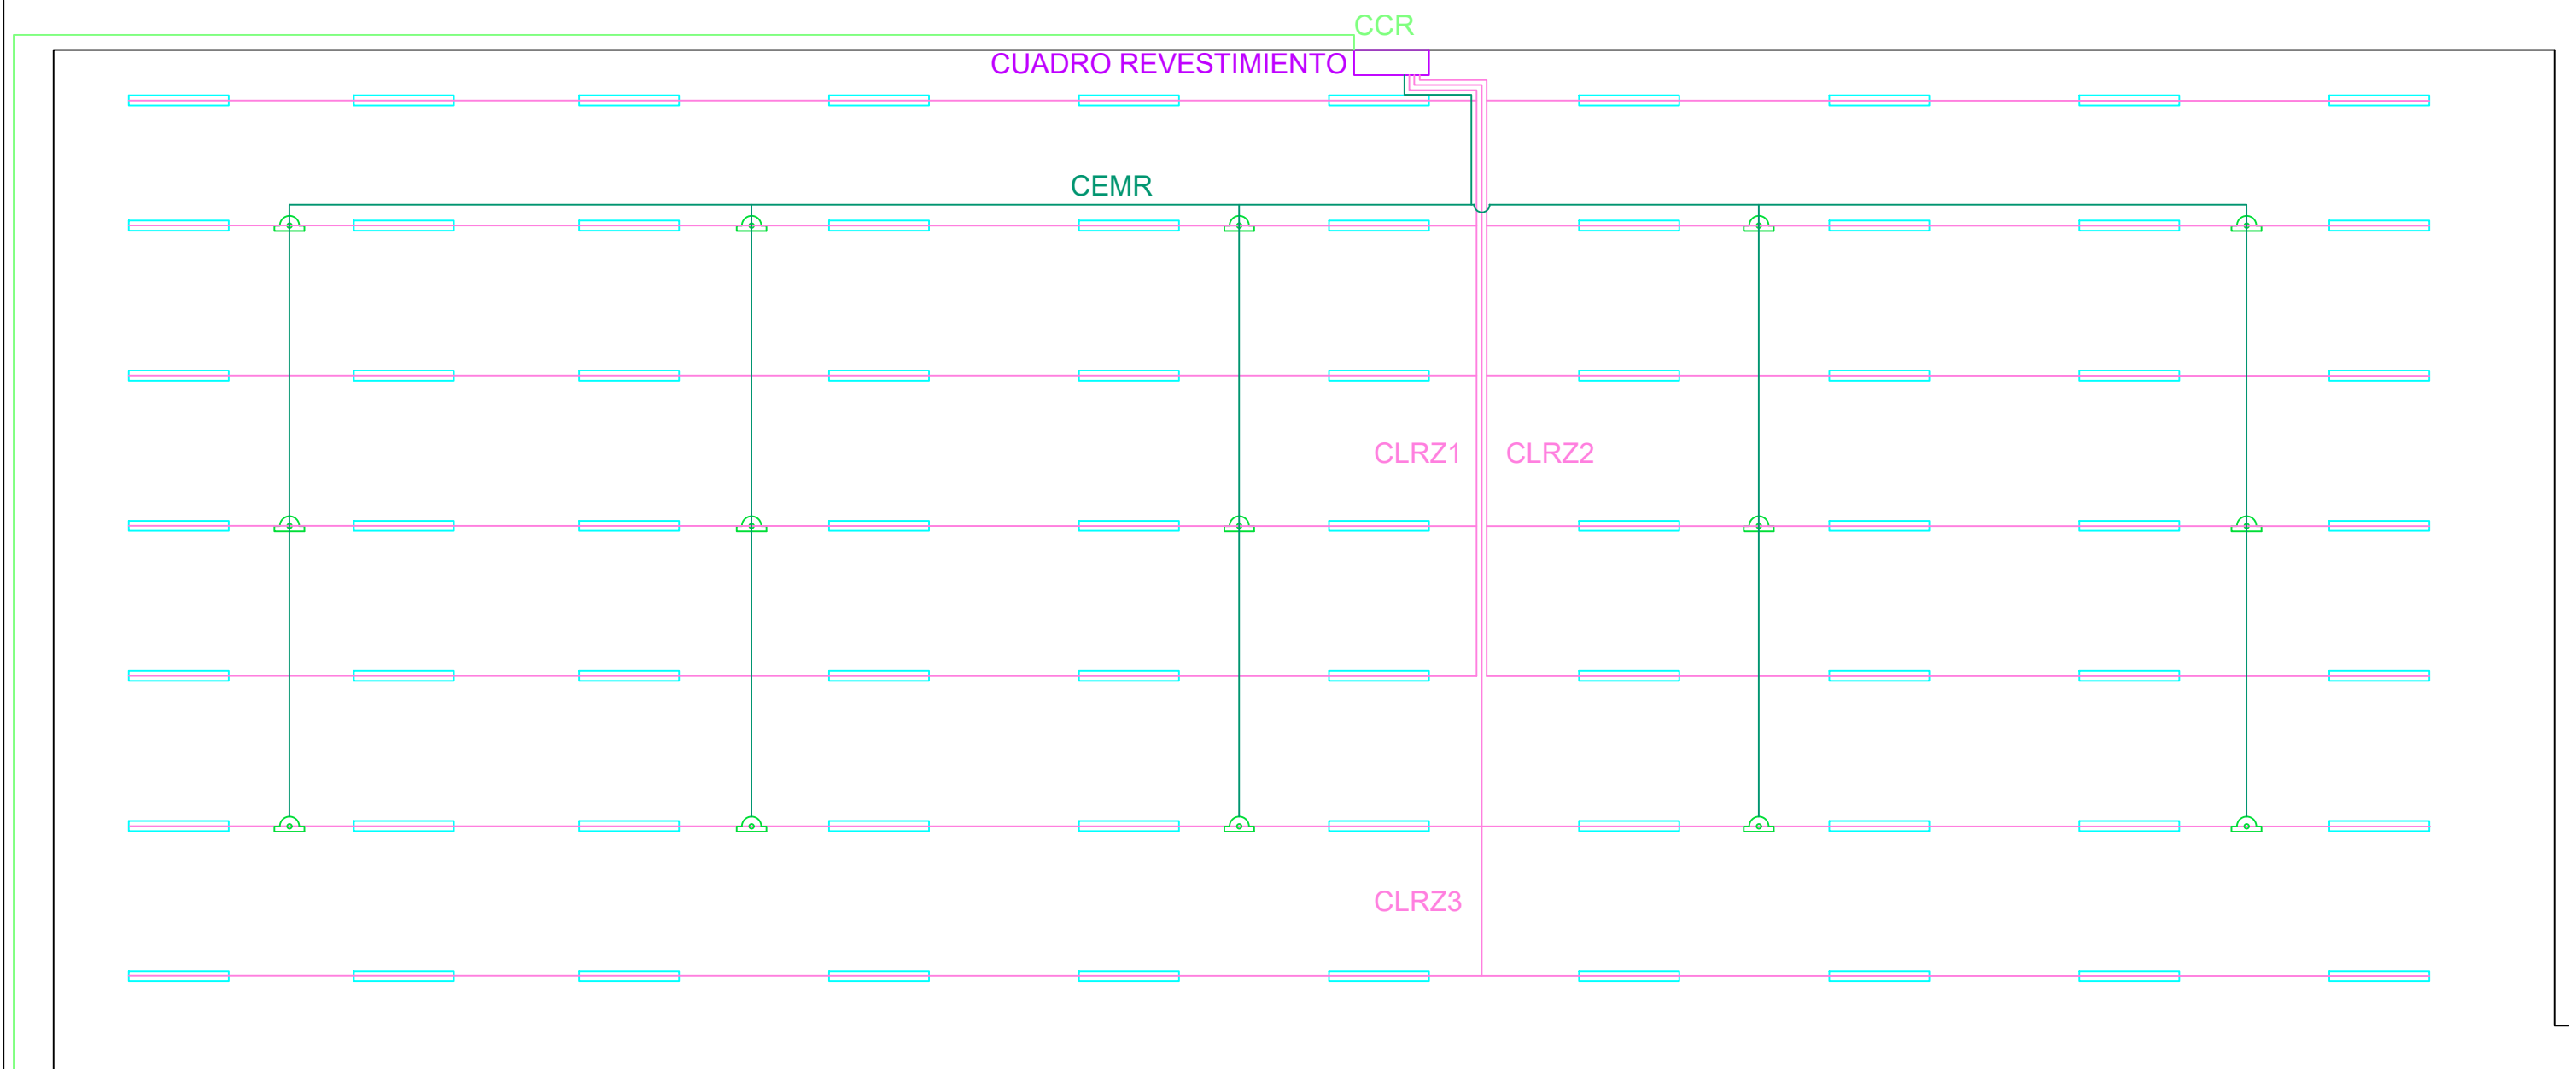 CCR
CUADRO REVESTIMIENTO
CEMR
CLRZ1
CLRZ2
CLRZ3